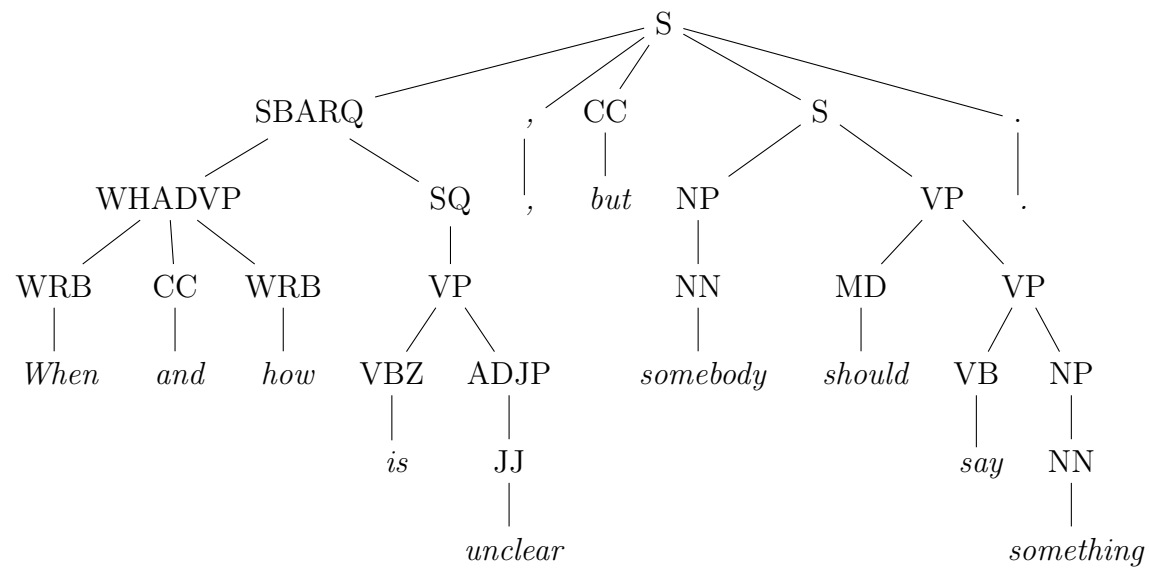 S
SBARQ , CC S .
WHADVP SQ , but NP VP .
WRB CC WRB VP NN MD VP
When and how VBZ ADJP somebody should VB NP
is JJ say NN
unclear something